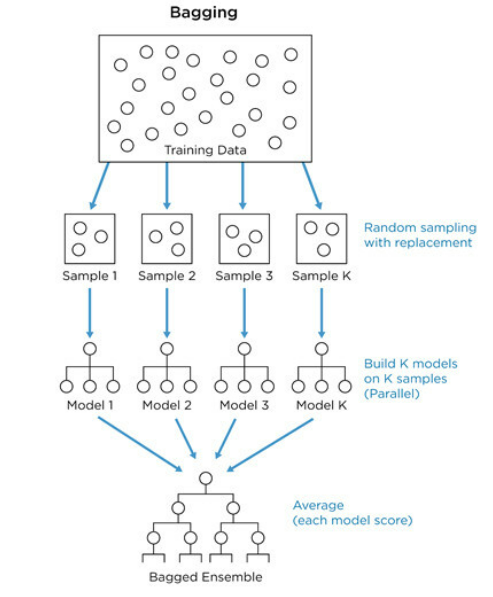 Bagging
Training Data
Random sampling
with replacement
Sample 1
Sample 2
Sample 3
Sample K
Build K models
on K samples
(Parallel)
Model 1
Model 2
Model 3
Model K
Average
(each model score)
Bagged Ensemble